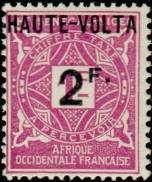 HAUTE-VOLTA
2F.
A PERCEVOIR
AFRIQUE
OCCIDENTALE FRANÇAISE